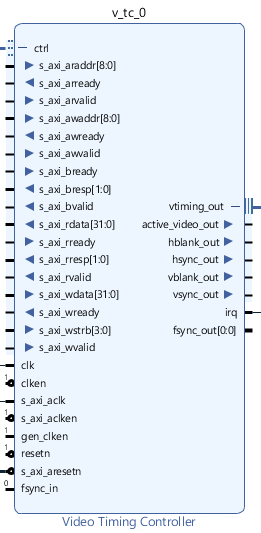 v_tc_0
ctrl
s_axi_araddr[8:0]
s_axi_arready
s_axi_arvalid
s_axi_awaddr[8:0]
s_axi_awready
s_axi_awvalid
s_axi_bready
s_axi_bresp[1:0]
s_axi_bvalid
s_axi_rdata[31:0]
s_axi_rready
s_axi_rresp[1:0]
s_axi_rvalid
s_axi_wdata[31:0]
s_axi_wready
s_axi_wstrb[3:0]
s_axi_wvalid
clk
1 clken
s_axi_aclk
1 s_axi_aclken
1 gen_clken
1 resetn
s_axi_aresetn
0 fsync_in
vtiming_out
active_video_out
hblank_out
hsync_out
vblank_out
vsync_out
irq
fsync_out[0:0]
Video Timing Controller